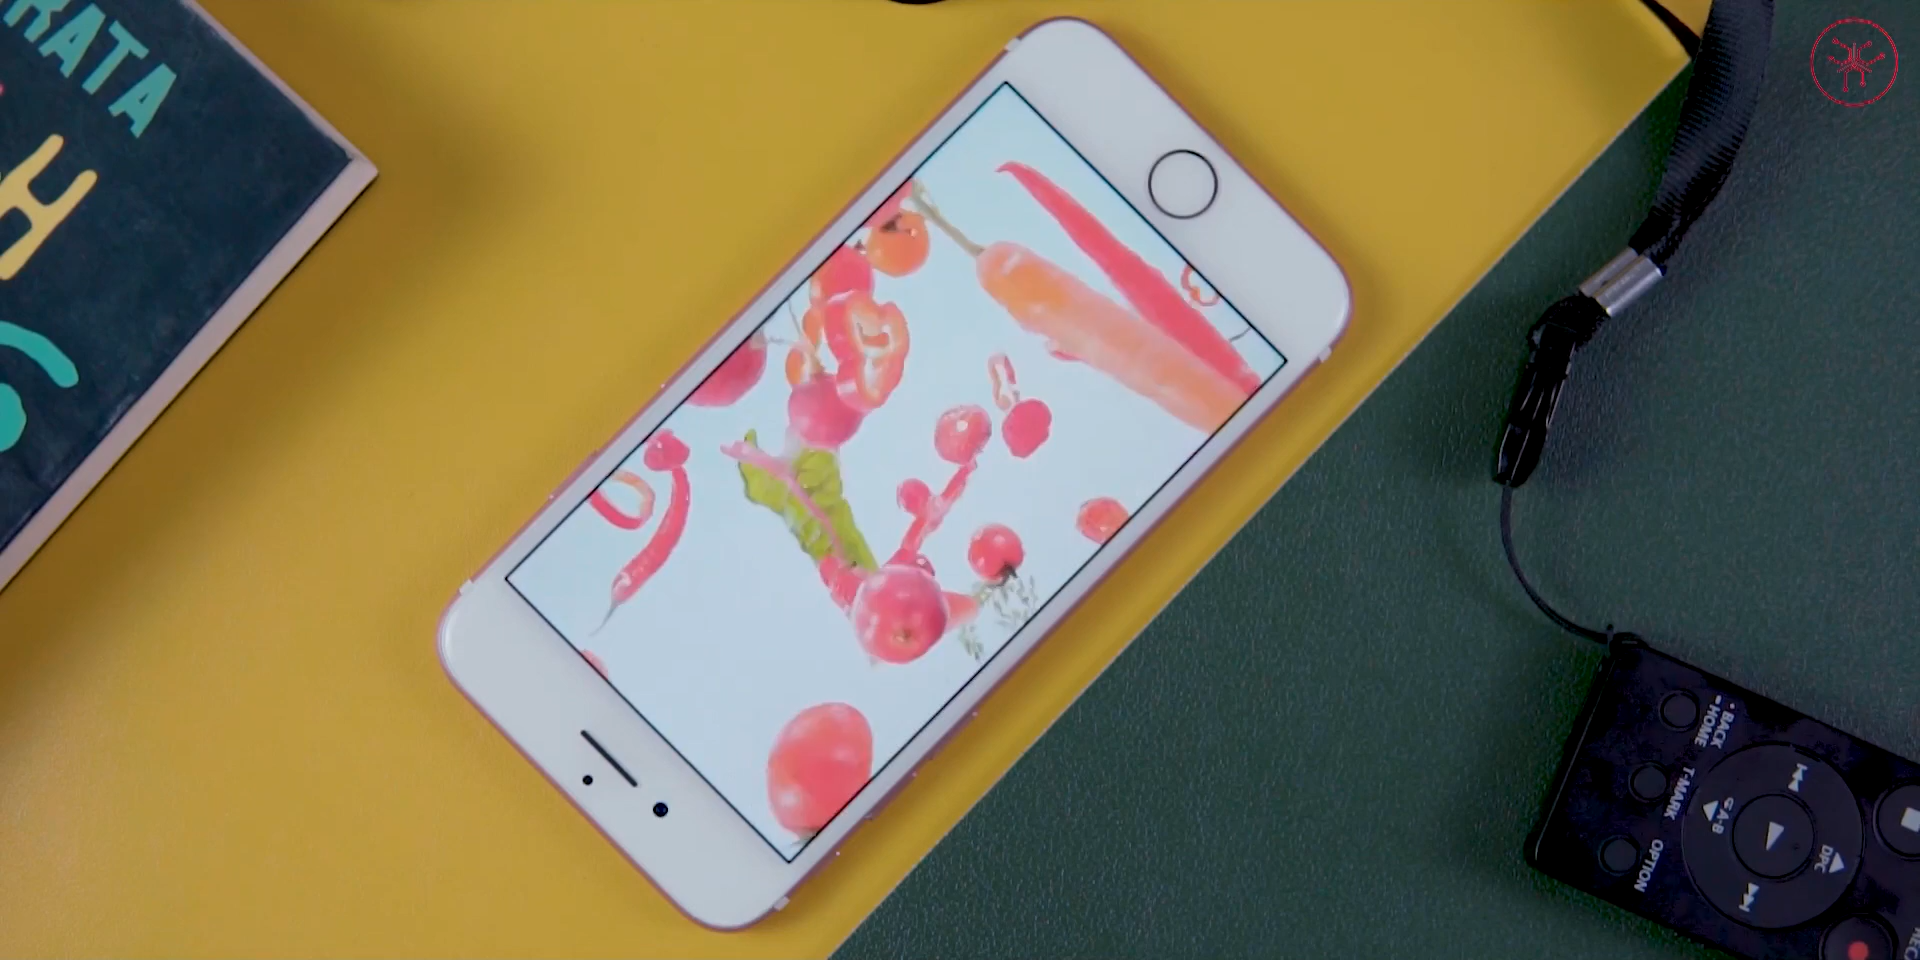 RATA
H
• BACK
– HOME
T-MARK
OPTION
A-B
DPC